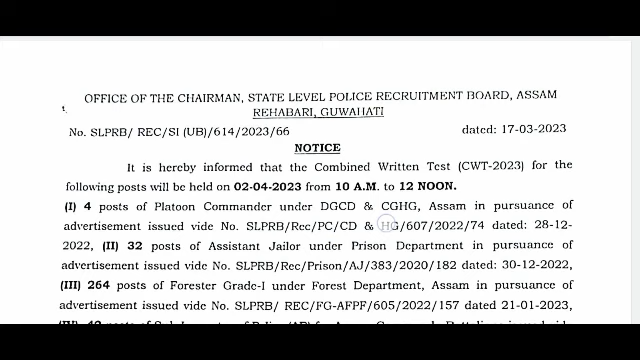 OFFICE OF THE CHAIRMAN, STATE LEVEL POLICE RECRUITMENT BOARD, ASSAM
REHABARI, GUWAHATI
No. SLPRB/ REC/SI (UB)/614/2023/66 dated: 17-03-2023
NOTICE
It is hereby informed that the Combined Written Test (CWT-2023) for the
following posts will be held on 02-04-2023 from 10 A.M. to 12 NOON.
(I) 4 posts of Platoon Commander under DGCD & CGHG, Assam in pursuance of
advertisement issued vide No. SLPRB/Rec/PC/CD & HG/607/2022/74 dated: 28-12-
2022, (II) 32 posts of Assistant Jailor under Prison Department in pursuance of
advertisement issued vide No. SLPRB/Rec/Prison/AJ/383/2020/182 dated: 30-12-2022,
(III) 264 posts of Forester Grade-I under Forest Department, Assam in pursuance of
advertisement issued vide No. SLPRB/ REC/FG-AFPF/605/2022/157 dated 21-01-2023,